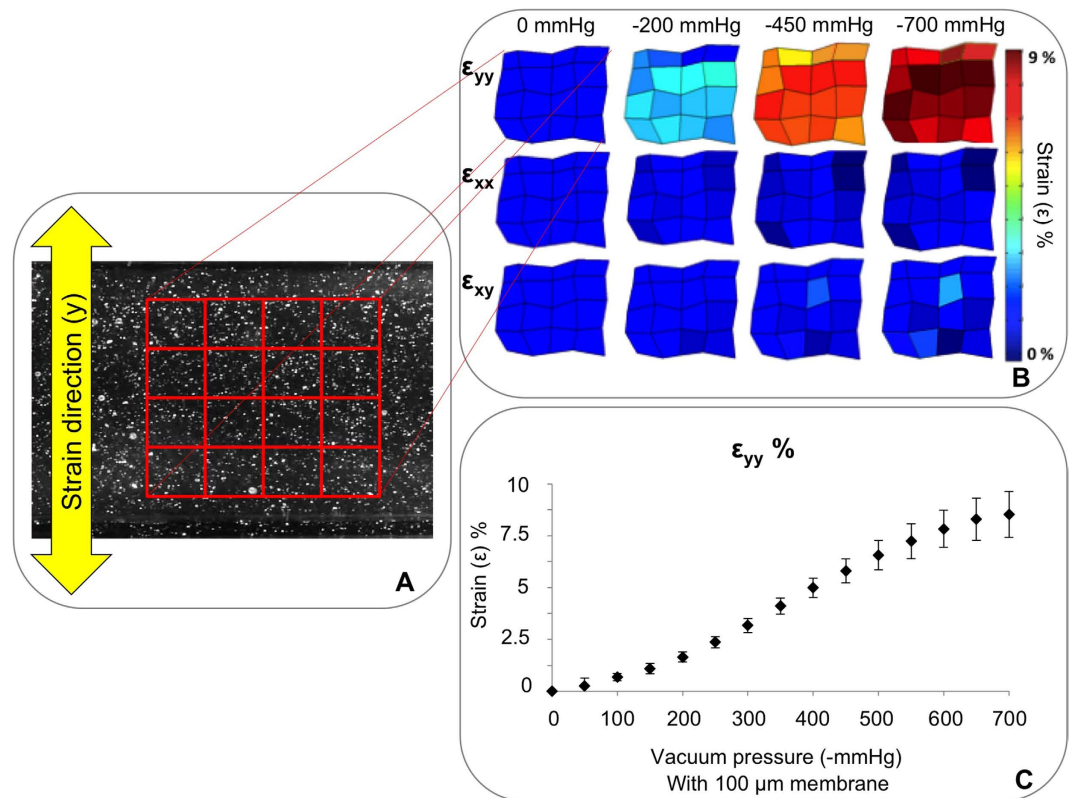 Strain direction (y)
A
0 mmHg -200 mmHg -450 mmHg -700 mmHg
εyy
εxx
εxy
9 %
Strain (ε) %
0 %
B
εyy %
Strain (ε) %
10
7.5
5
2.5
0
0 100 200 300 400 500 600 700
Vacuum pressure (-mmHg)
With 100 µm membrane
C